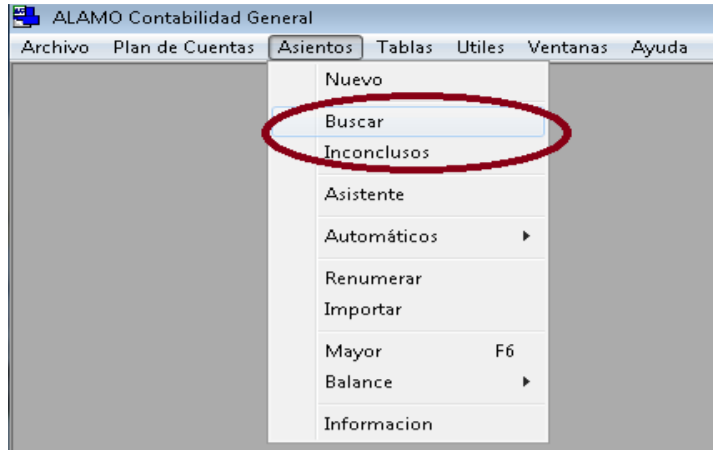 ALAMO Contabilidad General
Archivo Plan de Cuentas Asientos Tablas Utiles Ventanas Ayuda
Nuevo
Buscar
Inconclusos
Asistente
Automáticos
Renumerar
Importar
Mayor F6
Balance
Informacion